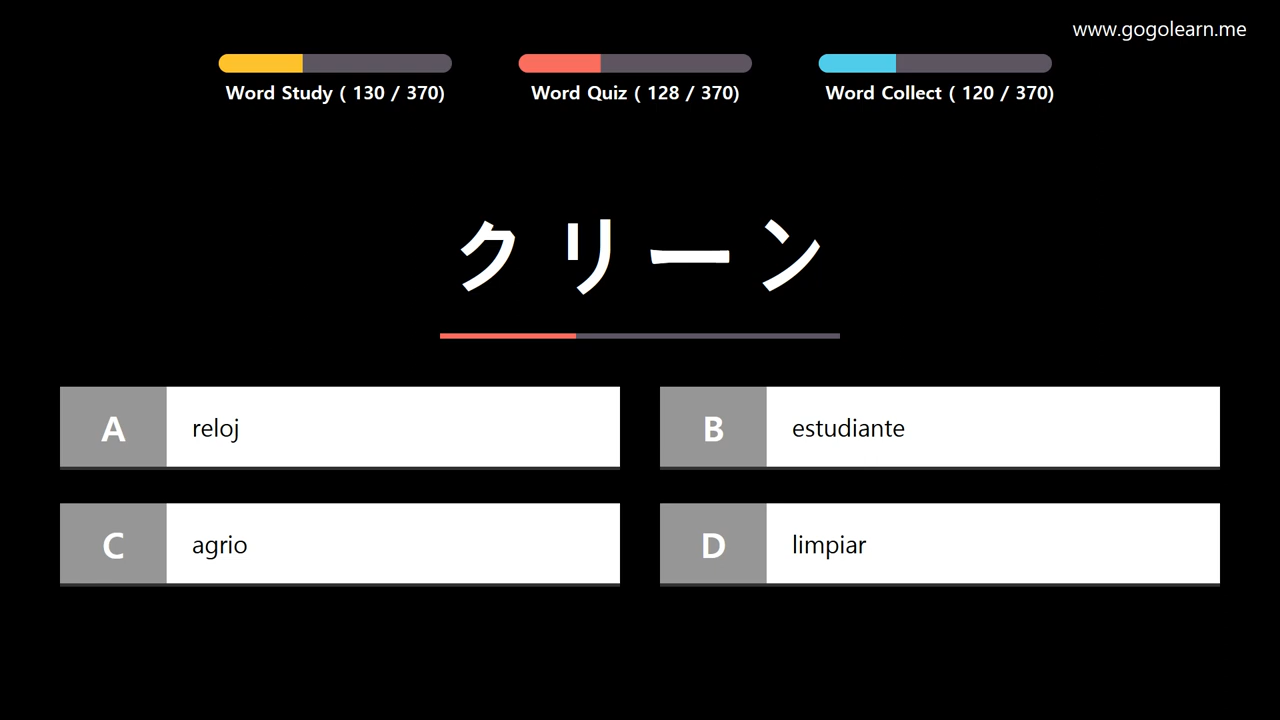 www.gogolearn.me
Word Study ( 130 / 370)
Word Quiz ( 128 / 370)
Word Collect ( 120 / 370)
クリーン
A reloj
B estudiante
C agrio
D limpiar